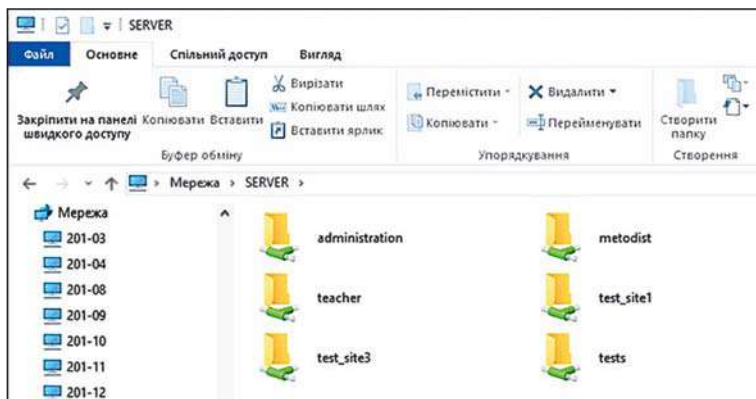 SERVER
Файл Основне Спільний доступ Вигляд
Закріпити на панелі швидкого доступу
Копіювати
Вставити
Вирізати
Копіювати шлях
Вставити ярлик
Буфер обміну
Перемістити
Копіювати
Видалити
Перейменувати
Упорядкування
Створити папку
Створення
Мережа > SERVER >
Мережа
201-03
201-04
201-08
201-09
201-10
201-11
201-12
administration
metodist
teacher
test_site1
test_site3
tests